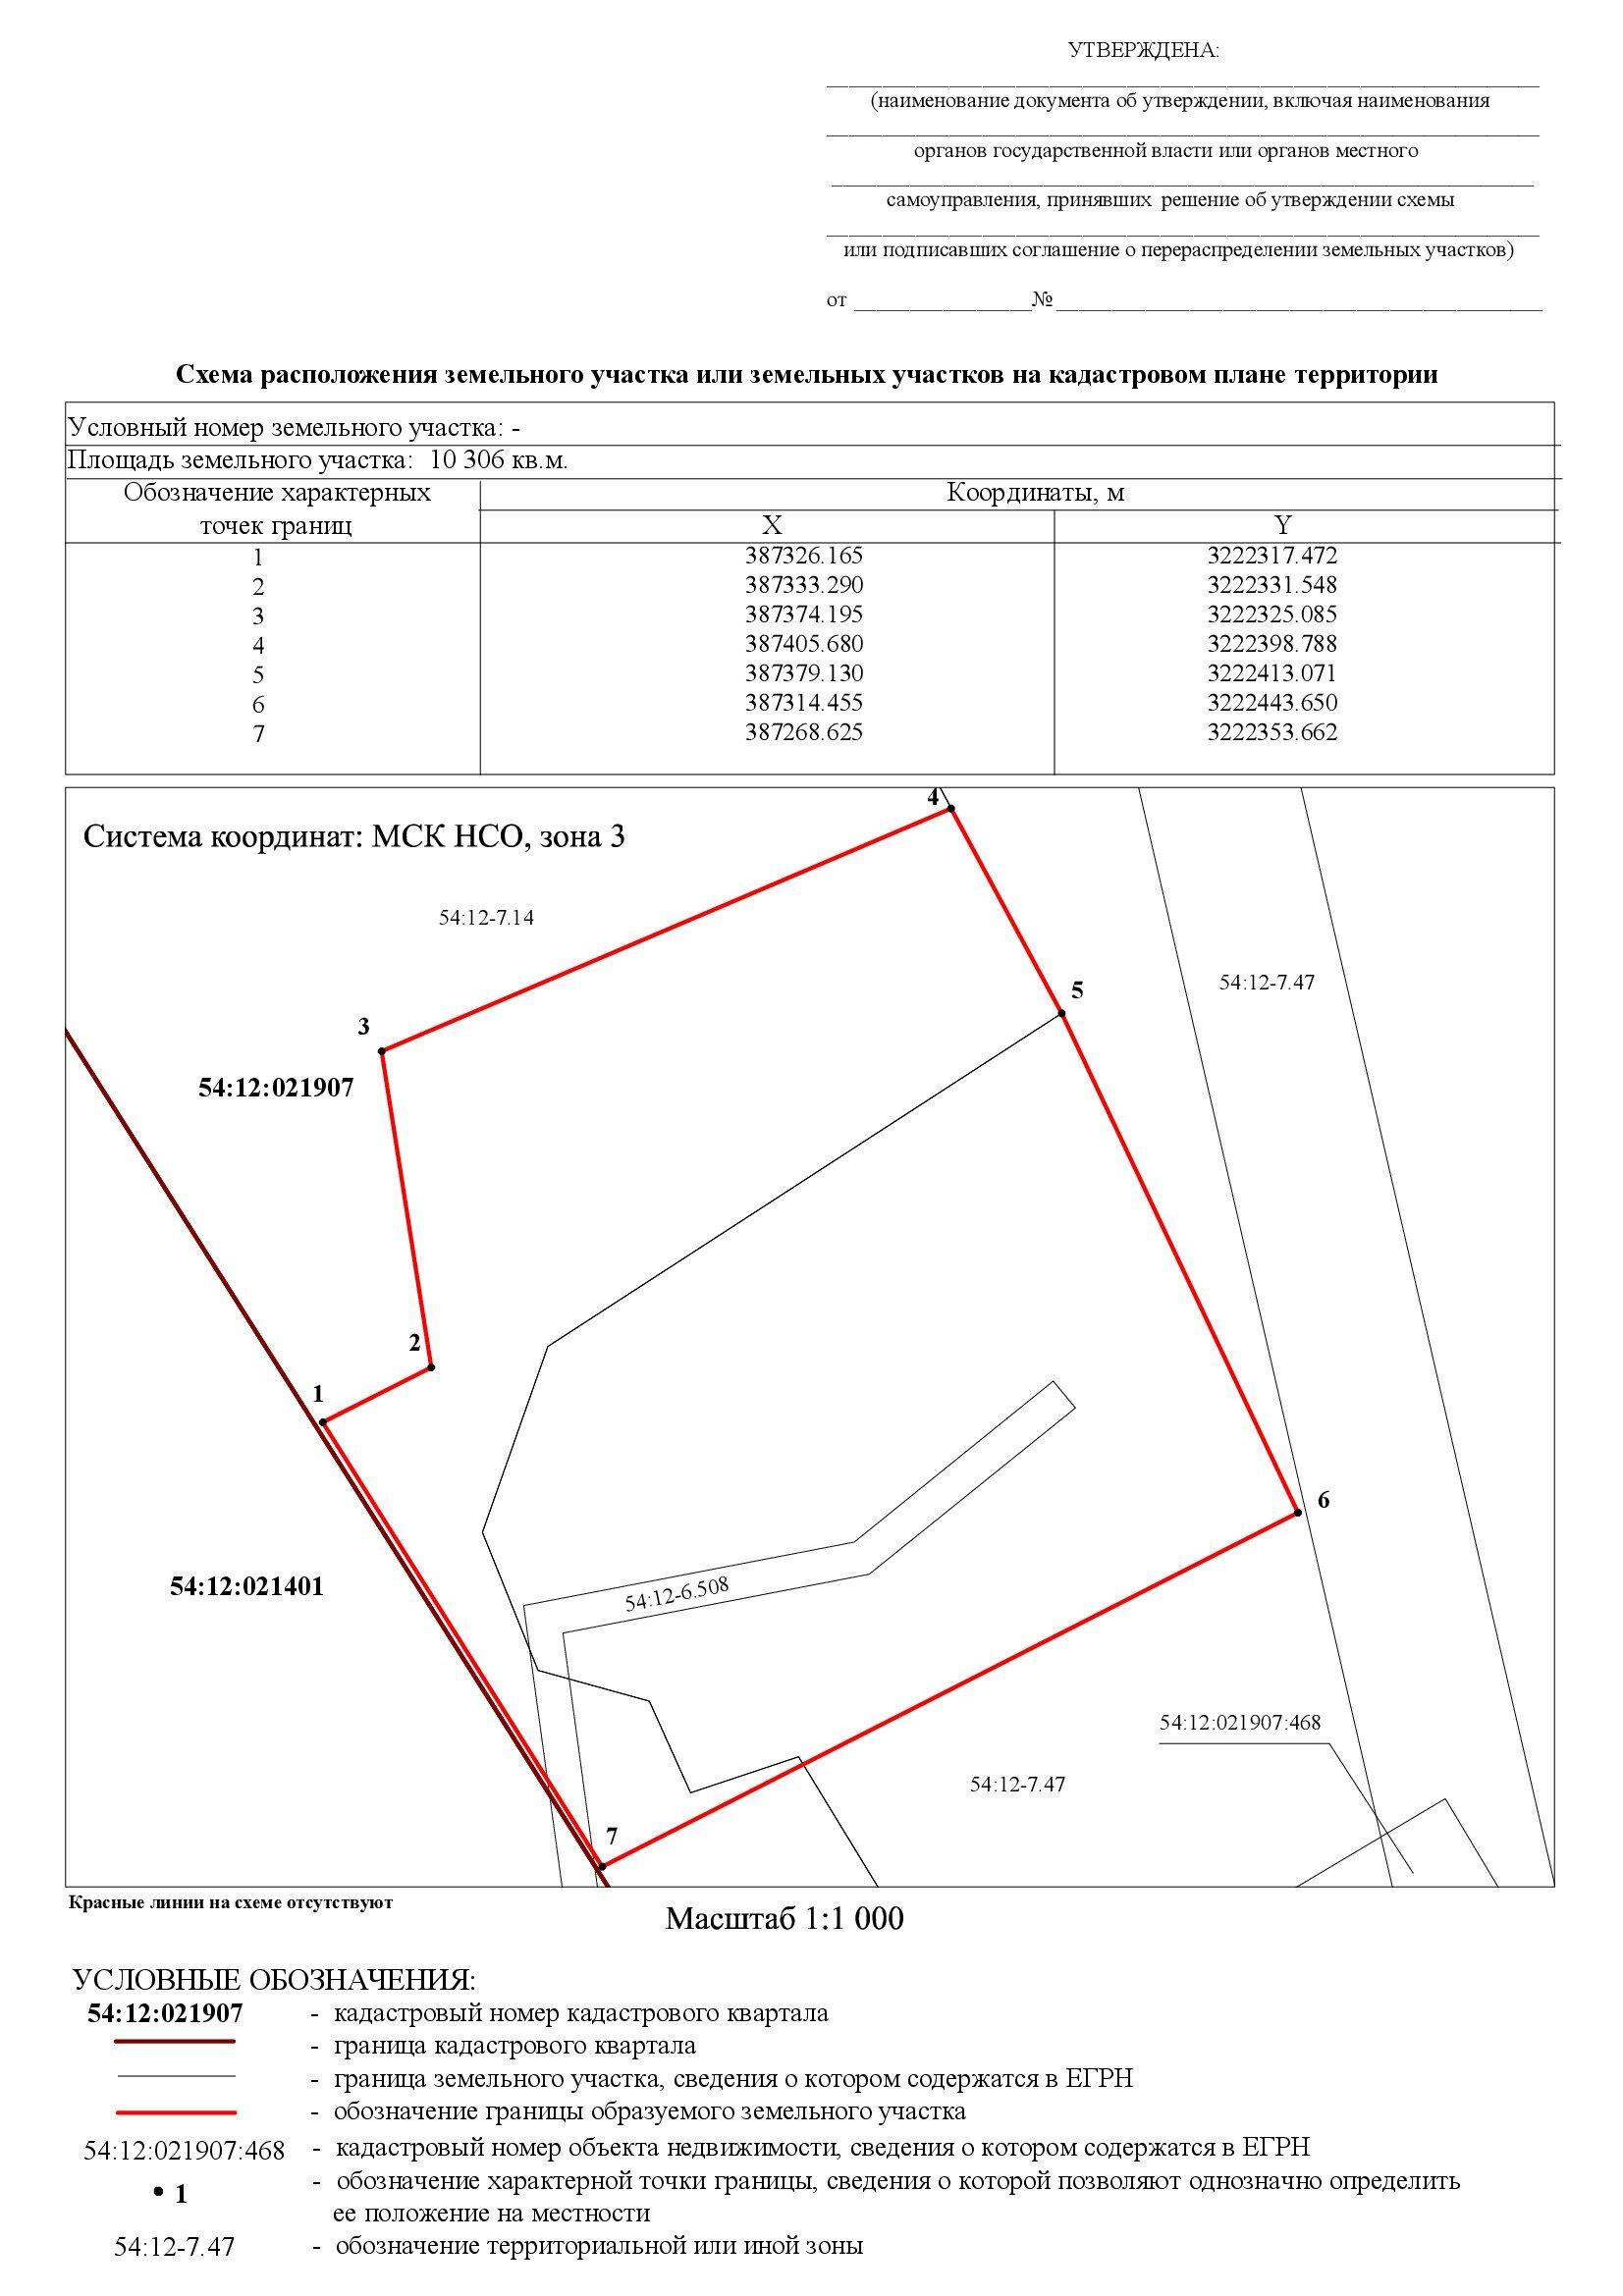 УТВЕРЖДЕНА:
(наименование документа об утверждении, включая наименования
органов государственной власти или органов местного
самоуправления, принявших решение об утверждении схемы
или подписавших соглашение о перераспределении земельных участков)
от ________________№ ____________________________________________
Схема расположения земельного участка или земельных участков на кадастровом плане территории
Условный номер земельного участка: -
Площадь земельного участка: 10 306 кв.м.
Обозначение характерных точек границ Координаты, м
X Y
1 387326.165 3222317.472
2 387333.290 3222331.548
3 387374.195 3222325.085
4 387405.680 3222398.788
5 387379.130 3222413.071
6 387314.455 3222443.650
7 387268.625 3222353.662
4
Система координат: МСК НСО, зона 3
54:12-7.14
54:12-7.47
5
3
54:12:021907
2
1
6
54:12:021401
54:12-6.508
54:12:021907:468
54:12-7.47
7
Красные линии на схеме отсутствуют
Масштаб 1:1 000
УСЛОВНЫЕ ОБОЗНАЧЕНИЯ:
54:12:021907 - кадастровый номер кадастрового квартала
- граница кадастрового квартала
- граница земельного участка, сведения о котором содержатся в ЕГРН
- обозначение границы образуемого земельного участка
54:12:021907:468 - кадастровый номер объекта недвижимости, сведения о котором содержатся в ЕГРН
• 1 - обозначение характерной точки границы, сведения о которой позволяют однозначно определить
ее положение на местности
54:12-7.47 - обозначение территориальной или иной зоны